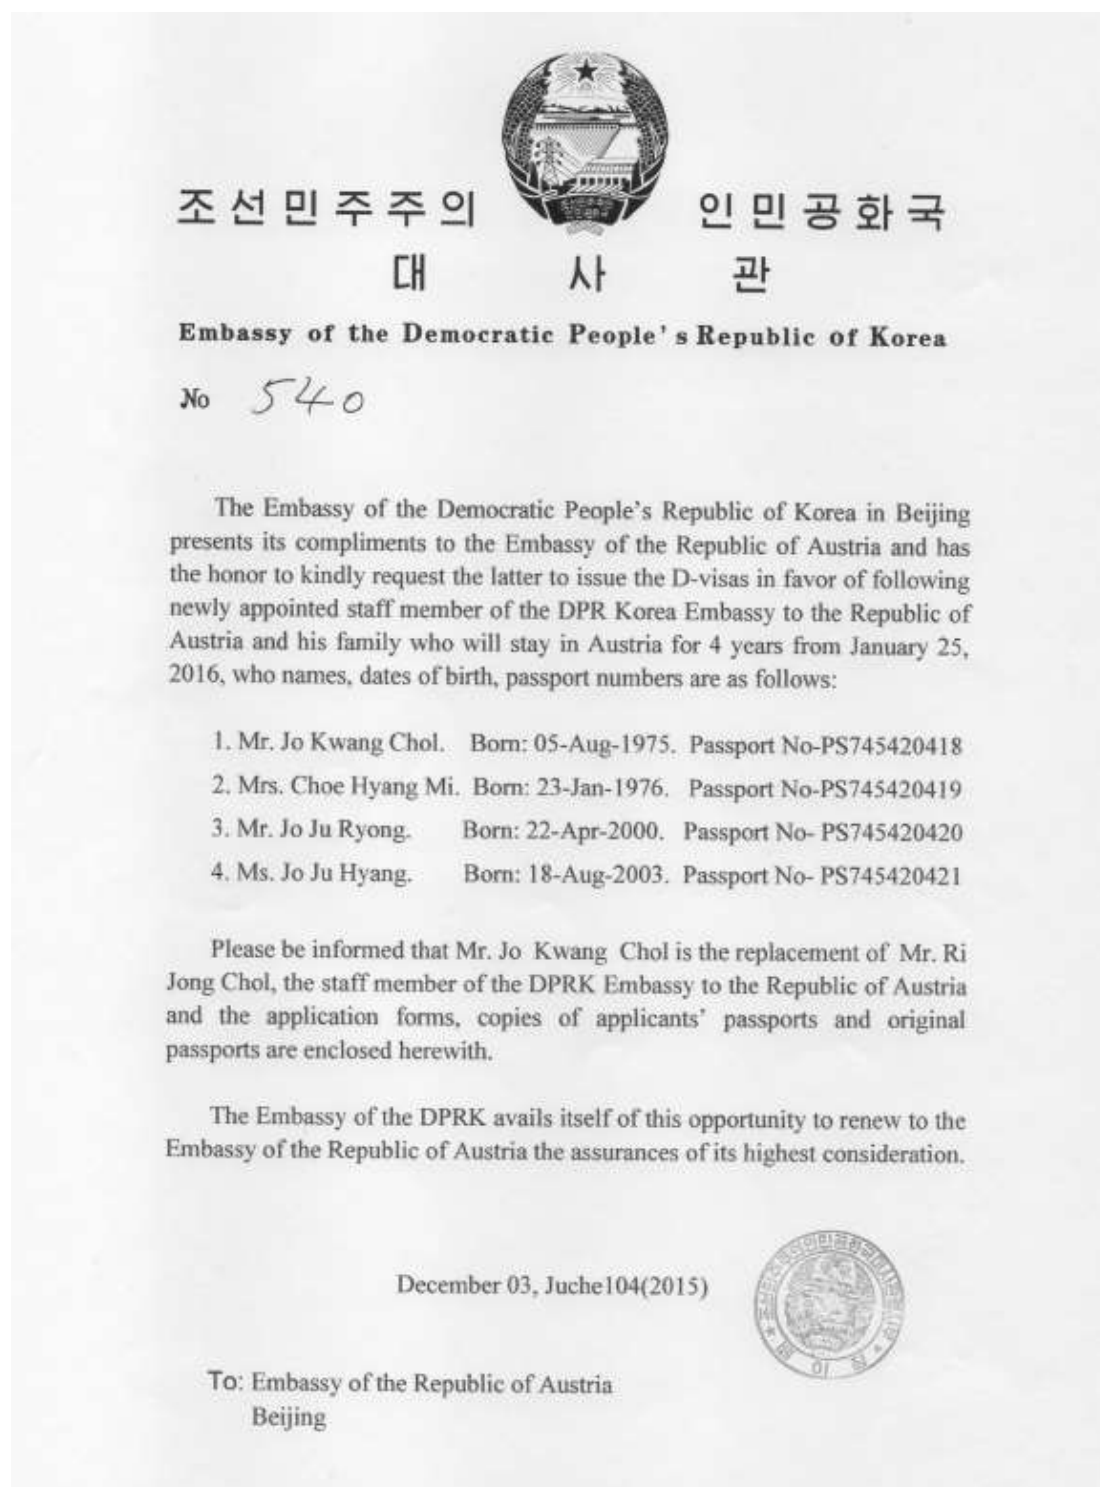 조선민주주의 인민공화국
대 사 관
Embassy of the Democratic People's Republic of Korea
№ 540
The Embassy of the Democratic People's Republic of Korea in Beijing
presents its compliments to the Embassy of the Republic of Austria and has
the honor to kindly request the latter to issue the D-visas in favor of following
newly appointed staff member of the DPR Korea Embassy to the Republic of
Austria and his family who will stay in Austria for 4 years from January 25,
2016, who names, dates of birth, passport numbers are as follows:
1. Mr. Jo Kwang Chol. Born: 05-Aug-1975. Passport No-PS745420418
2. Mrs. Choe Hyang Mi. Born: 23-Jan-1976. Passport No-PS745420419
3. Mr. Jo Ju Ryong. Born: 22-Apr-2000. Passport No- PS745420420
4. Ms. Jo Ju Hyang. Born: 18-Aug-2003. Passport No- PS745420421
Please be informed that Mr. Jo Kwang Chol is the replacement of Mr. Ri
Jong Chol, the staff member of the DPRK Embassy to the Republic of Austria
and the application forms, copies of applicants' passports and original
passports are enclosed herewith.
The Embassy of the DPRK avails itself of this opportunity to renew to the
Embassy of the Republic of Austria the assurances of its highest consideration.
December 03, Juche104(2015)
To: Embassy of the Republic of Austria
Beijing